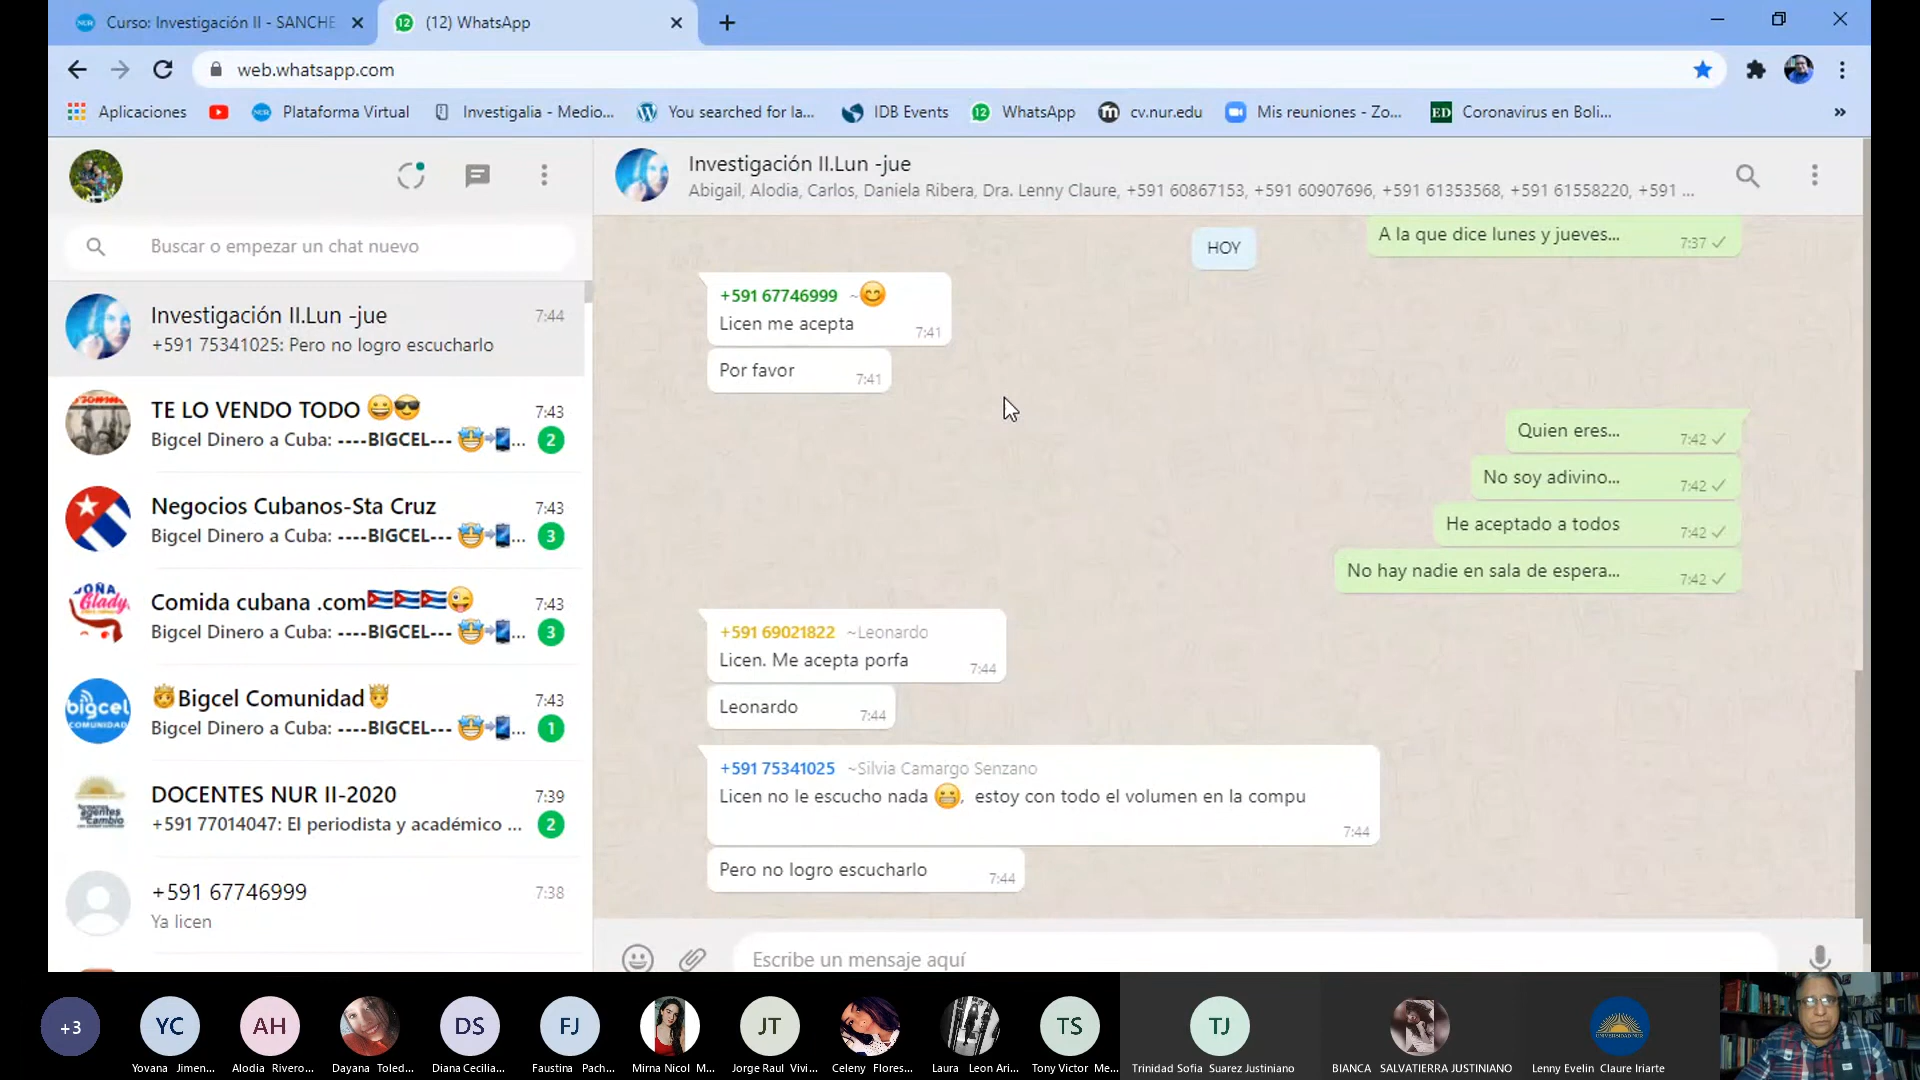 Curso: Investigación II - SANCHE
(12) WhatsApp
web.whatsapp.com
Aplicaciones
Plataforma Virtual
Investigalia - Medio...
You searched for la...
IDB Events
WhatsApp
cv.nur.edu
Mis reuniones - Zo...
ED Coronavirus en Boli...
»
Buscar o empezar un chat nuevo
Investigación II.Lun -jue 7:44
+591 75341025: Pero no logro escucharlo
TE LO VENDO TODO 😀😎 7:43
Bigcel Dinero a Cuba: ----BIGCEL--- 🤩📲... 2
Negocios Cubanos-Sta Cruz 7:43
Bigcel Dinero a Cuba: ----BIGCEL--- 🤩📲... 3
Comida cubana .com🇨🇺🇨🇺🇨🇺😜 7:43
Bigcel Dinero a Cuba: ----BIGCEL--- 🤩📲... 3
🤴Bigcel Comunidad🤴 7:43
Bigcel Dinero a Cuba: ----BIGCEL--- 🤩📲... 1
bigcel
COMUNIDAD
DOCENTES NUR II-2020 7:39
+591 77014047: El periodista y académico ... 2
+591 67746999 7:38
Ya licen
Investigación II.Lun -jue
Abigail, Alodia, Carlos, Daniela Ribera, Dra. Lenny Claure, +591 60867153, +591 60907696, +591 61353568, +591 61558220, +591 ...
A la que dice lunes y jueves... 7:37
HOY
+591 67746999 ~😊
Licen me acepta 7:41
Por favor 7:41
Quien eres... 7:42
No soy adivino... 7:42
He aceptado a todos 7:42
No hay nadie en sala de espera... 7:42
+591 69021822 ~Leonardo
Licen. Me acepta porfa 7:44
Leonardo 7:44
+591 75341025 ~Silvia Camargo Senzano
Licen no le escucho nada 😬, estoy con todo el volumen en la compu
7:44
Pero no logro escucharlo 7:44
Escribe un mensaje aquí
+3
YC AH DS FJ JT TS TJ
Yovana Jimen... Alodia Rivero... Dayana Toled... Diana Cecilia... Faustina Pach... Mirna Nicol M... Jorge Raul Vivi... Celeny Flores... Laura Leon Ari... Tony Victor Me... Trinidad Sofia Suarez Justiniano BIANCA SALVATIERRA JUSTINIANO Lenny Evelin Claure Iriarte